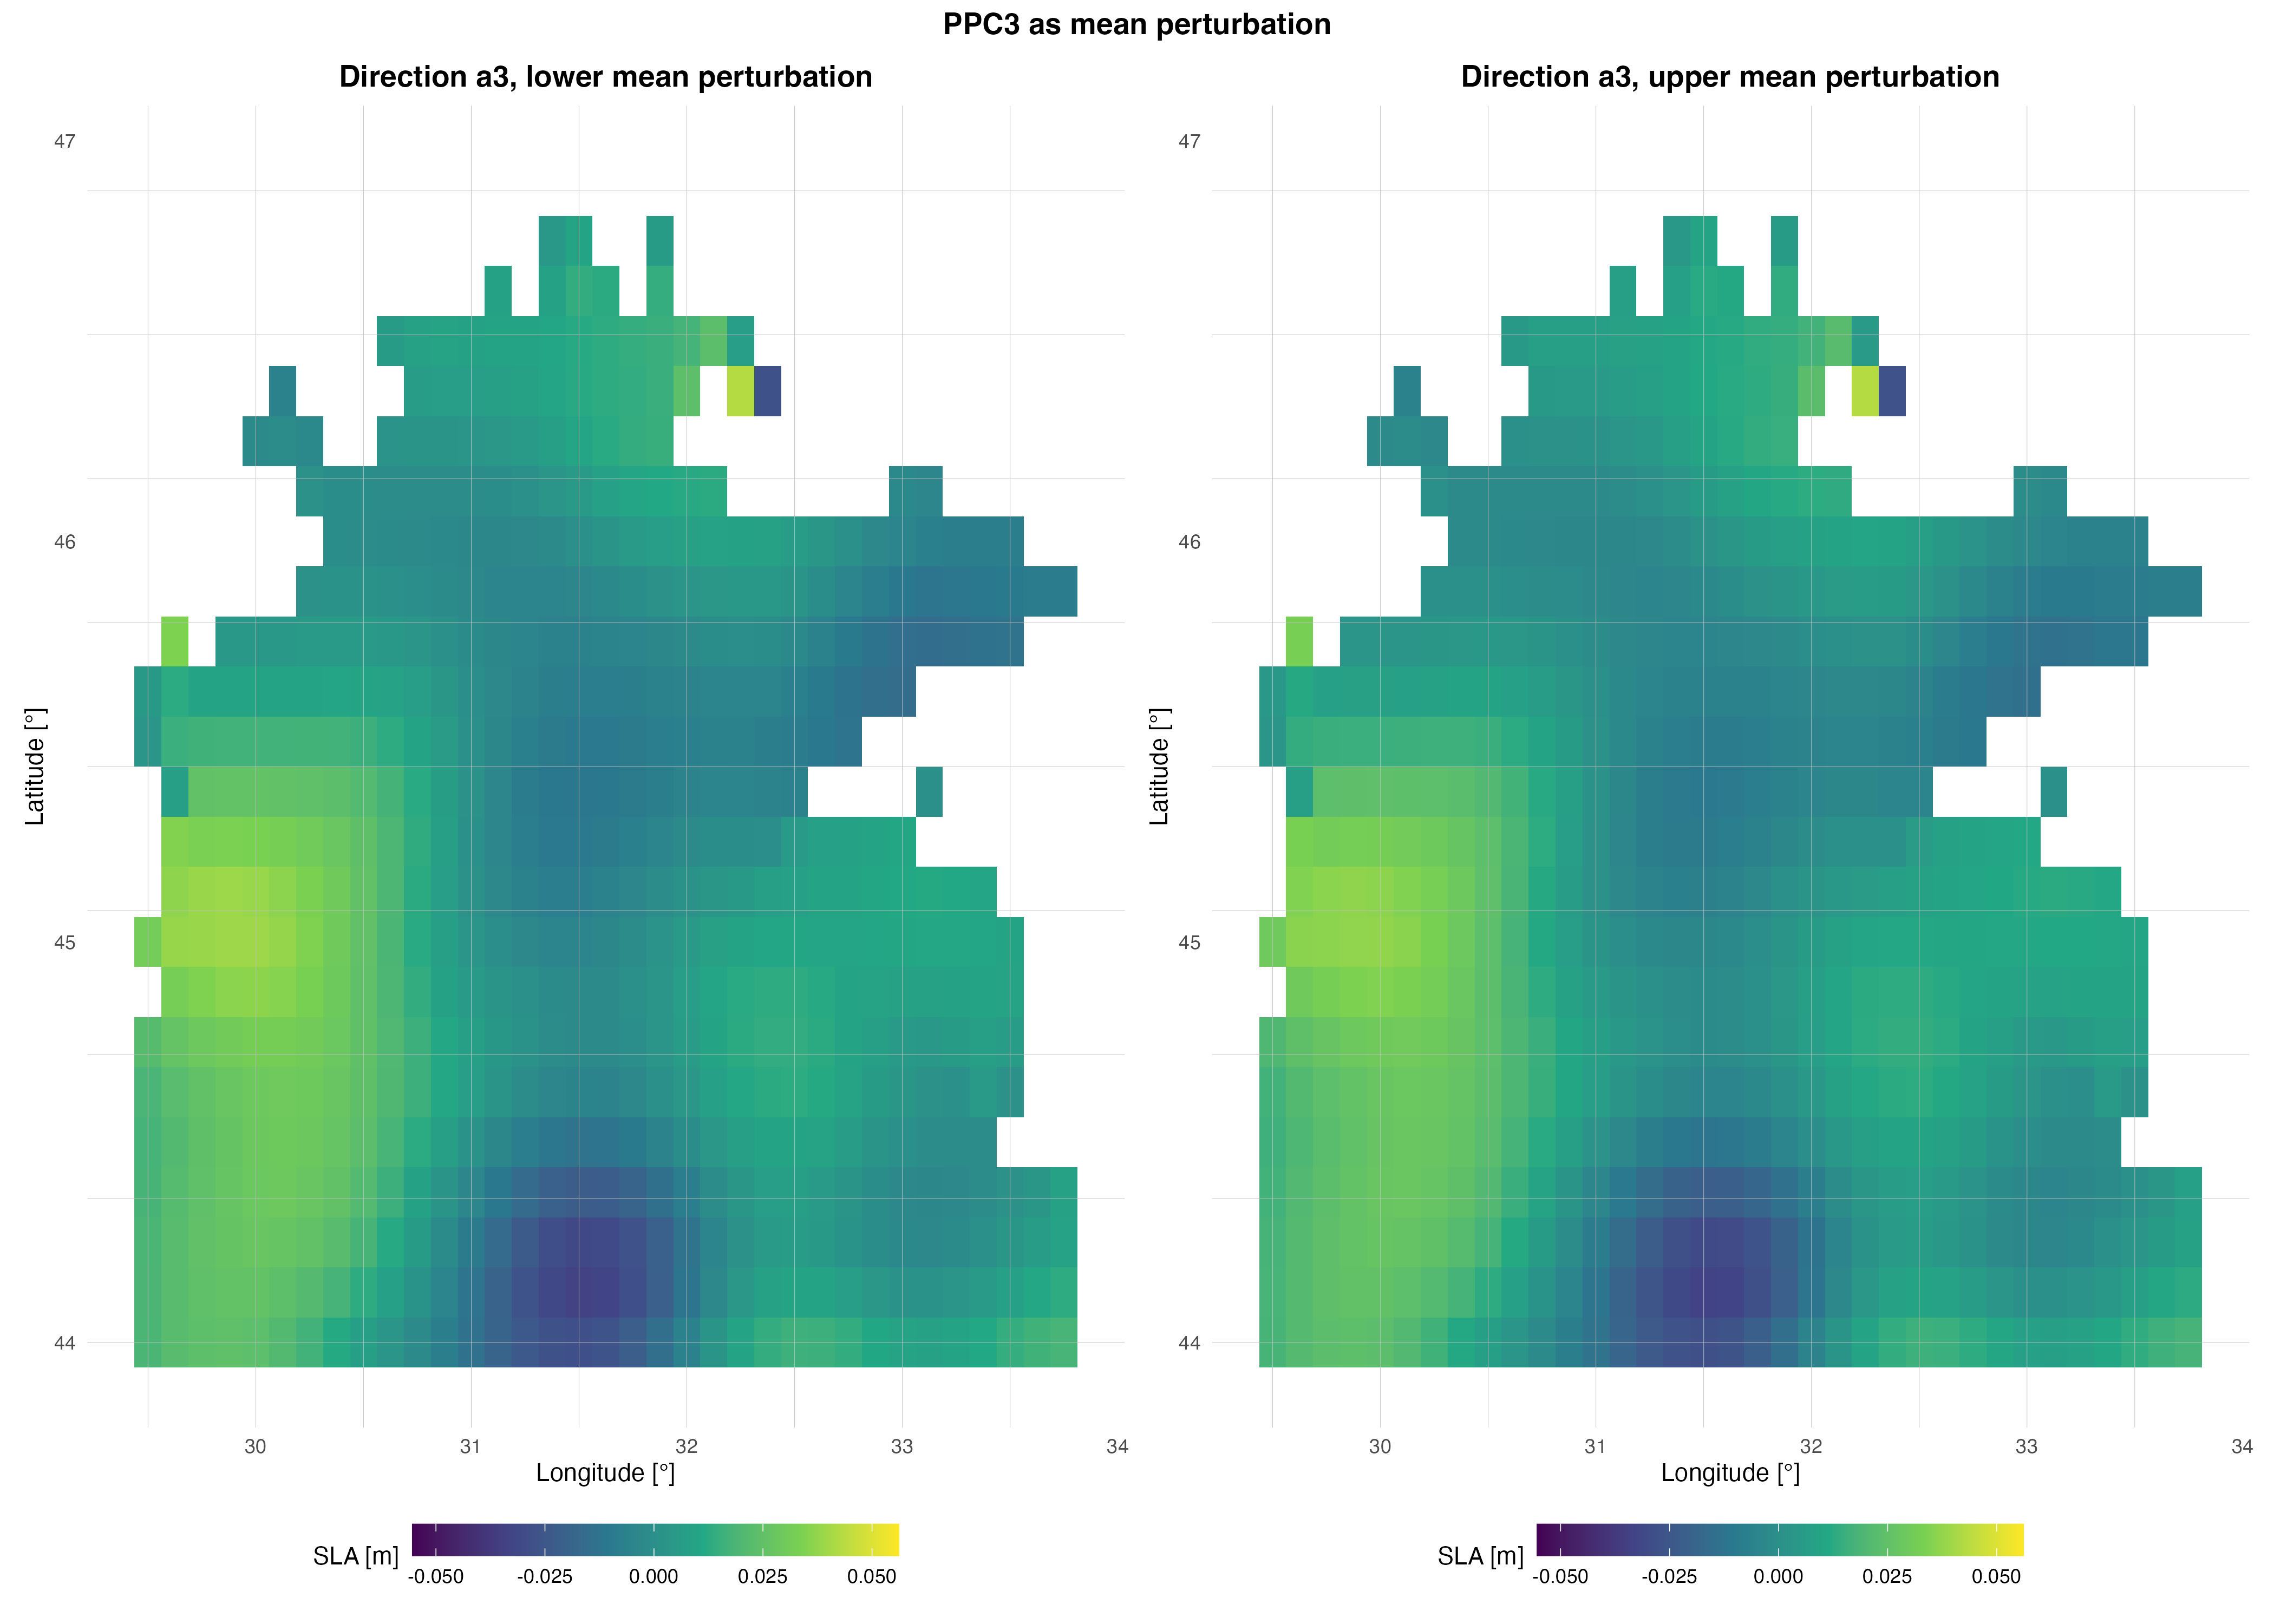 PPC3 as mean perturbation
Direction a3, lower mean perturbation
Direction a3, upper mean perturbation
47
46
45
44
Latitude [°]
30 31 32 33 34
Longitude [°]
SLA [m]
-0.050 -0.025 0.000 0.025 0.050
47
46
45
44
Latitude [°]
30 31 32 33 34
Longitude [°]
SLA [m]
-0.050 -0.025 0.000 0.025 0.050